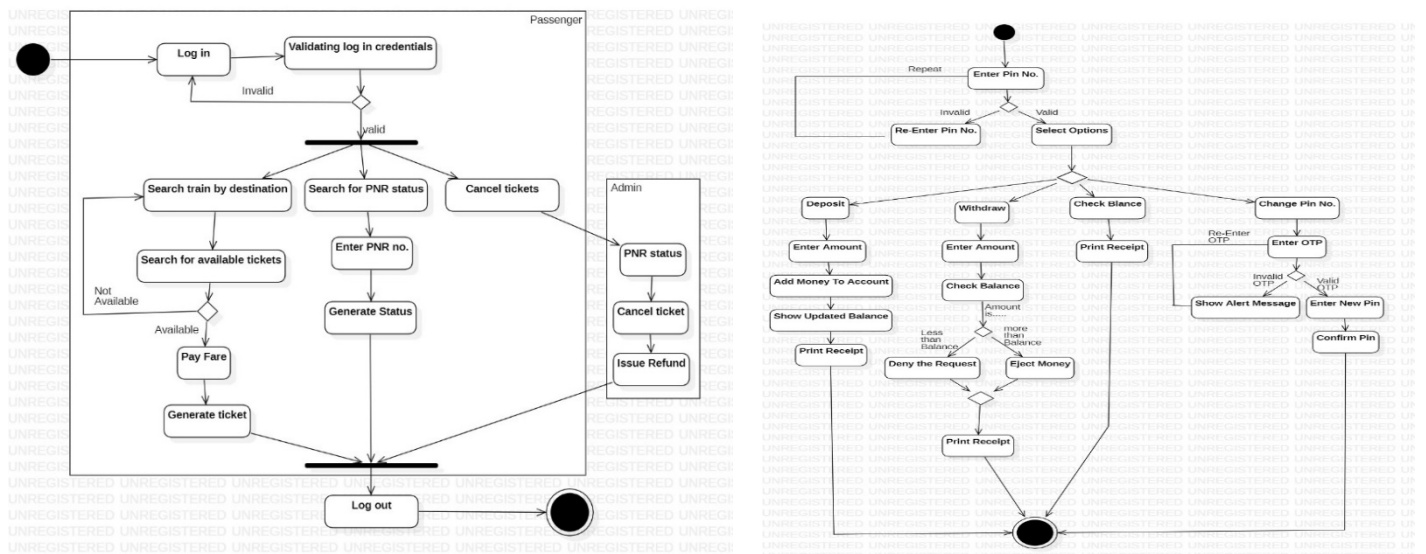 Passenger
Log in
Validating log in credentials
Invalid
valid
Search train by destination
Search for PNR status
Cancel tickets
Admin
Enter PNR no.
PNR status
Search for available tickets
Not
Available
Generate Status
Cancel ticket
Available
Pay Fare
Issue Refund
Generate ticket
Log out
Repeat
Enter Pin No.
Invalid
Valid
Re-Enter Pin No.
Select Options
Deposit
Withdraw
Check Blance
Change Pin No.
Re-Enter
OTP
Enter Amount
Enter Amount
Print Receipt
Enter OTP
Add Money To Account
Check Balance
Invalid
OTP
Valid
OTP
Amount
is.....
Show Alert Message
Enter New Pin
Show Updated Balance
Less
than
Balance
more
than
Balance
Confirm Pin
Print Receipt
Deny the Request
Eject Money
Print Receipt
UNREGISTERED